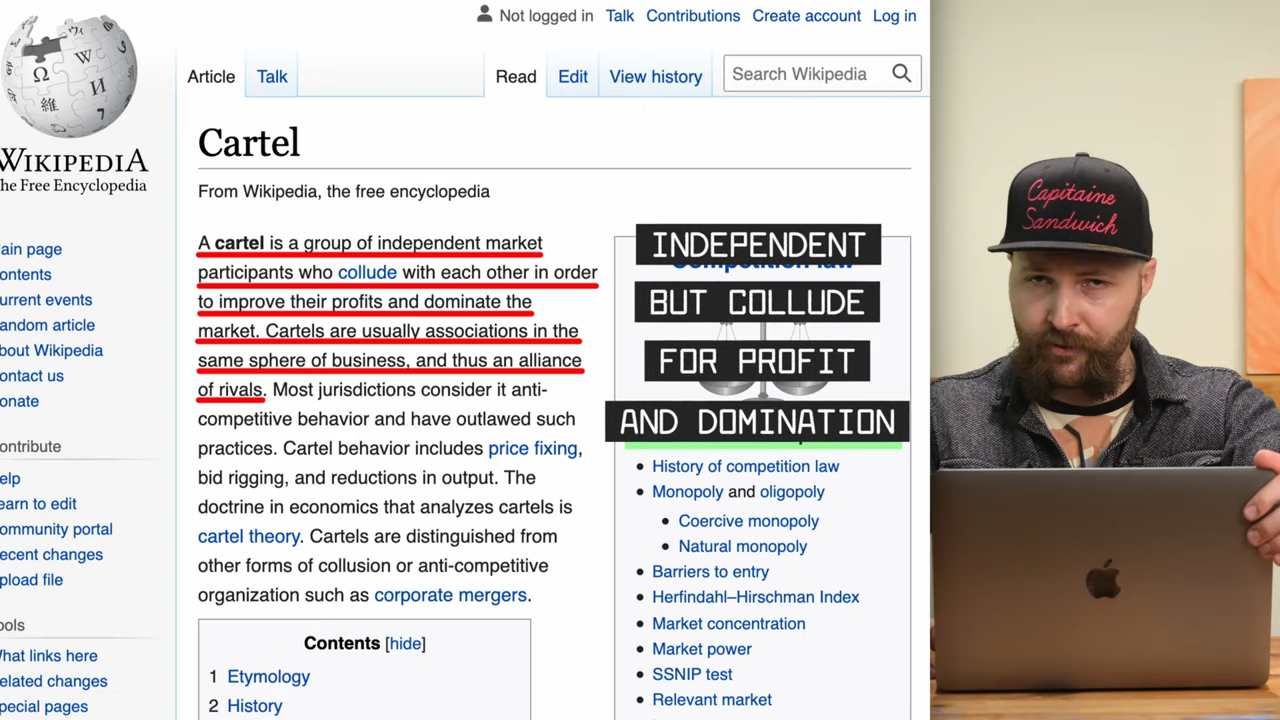 Not logged in Talk Contributions Create account Log in
Article Talk Read Edit View history Search Wikipedia
WIKIPEDIA
The Free Encyclopedia
Cartel
From Wikipedia, the free encyclopedia
A cartel is a group of independent market
participants who collude with each other in order
to improve their profits and dominate the
market. Cartels are usually associations in the
same sphere of business, and thus an alliance
of rivals. Most jurisdictions consider it anti-
competitive behavior and have outlawed such
practices. Cartel behavior includes price fixing,
bid rigging, and reductions in output. The
doctrine in economics that analyzes cartels is
cartel theory. Cartels are distinguished from
other forms of collusion or anti-competitive
organization such as corporate mergers.
Contents [hide]
1 Etymology
2 History
INDEPENDENT
BUT COLLUDE
FOR PROFIT
AND DOMINATION
History of competition law
Monopoly and oligopoly
Coercive monopoly
Natural monopoly
Barriers to entry
Herfindahl–Hirschman Index
Market concentration
Market power
SSNIP test
Relevant market
ain page
ontents
urrent events
andom article
bout Wikipedia
ontact us
onate
ontribute
elp
earn to edit
ommunity portal
ecent changes
pload file
ools
hat links here
elated changes
pecial pages
Capitaine
Sandwich